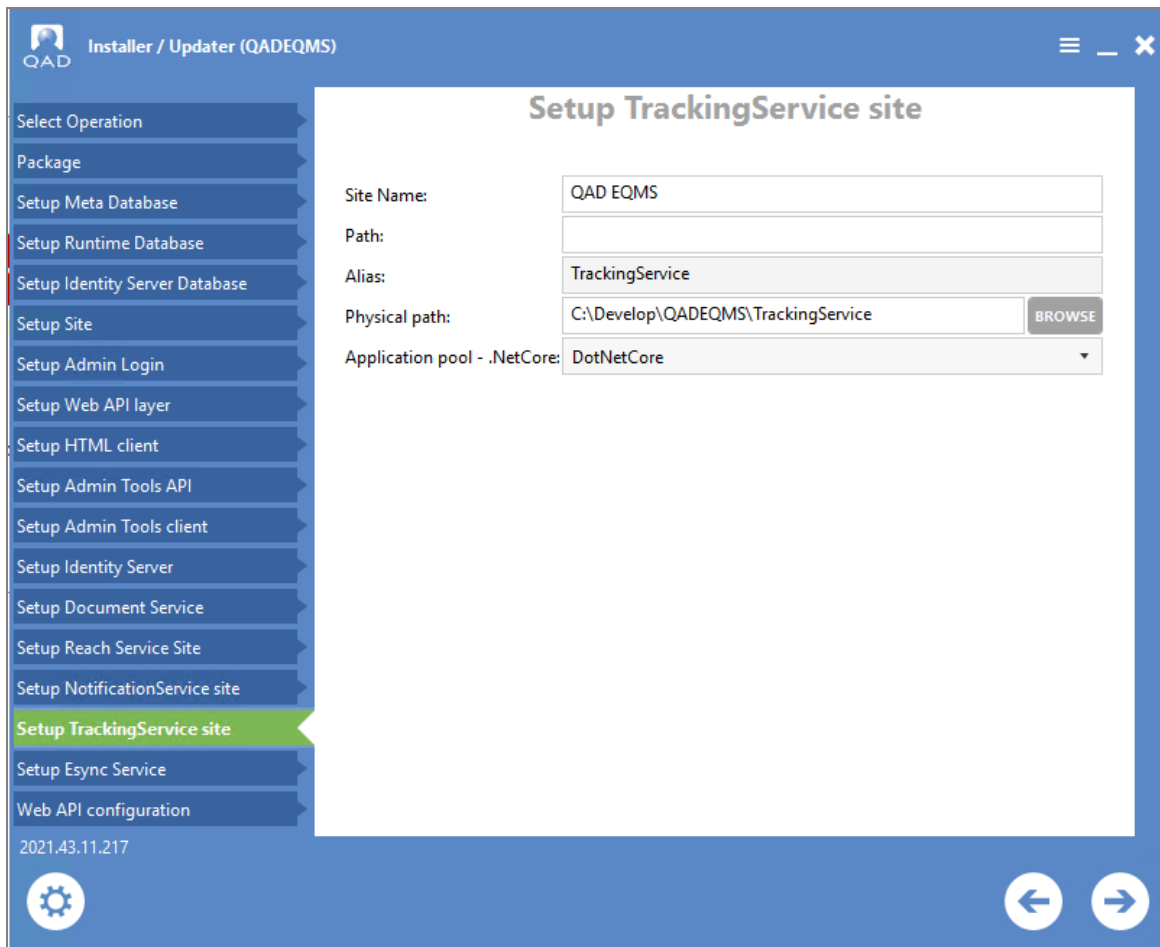 QAD
Installer / Updater (QADEQMS)
Select Operation
Package
Setup Meta Database
Setup Runtime Database
Setup Identity Server Database
Setup Site
Setup Admin Login
Setup Web API layer
Setup HTML client
Setup Admin Tools API
Setup Admin Tools client
Setup Identity Server
Setup Document Service
Setup Reach Service Site
Setup NotificationService site
Setup TrackingService site
Setup Esync Service
Web API configuration
2021.43.11.217
Setup TrackingService site
Site Name: QAD EQMS
Path:
Alias: TrackingService
Physical path: C:\Develop\QADEQMS\TrackingService BROWSE
Application pool - .NetCore: DotNetCore